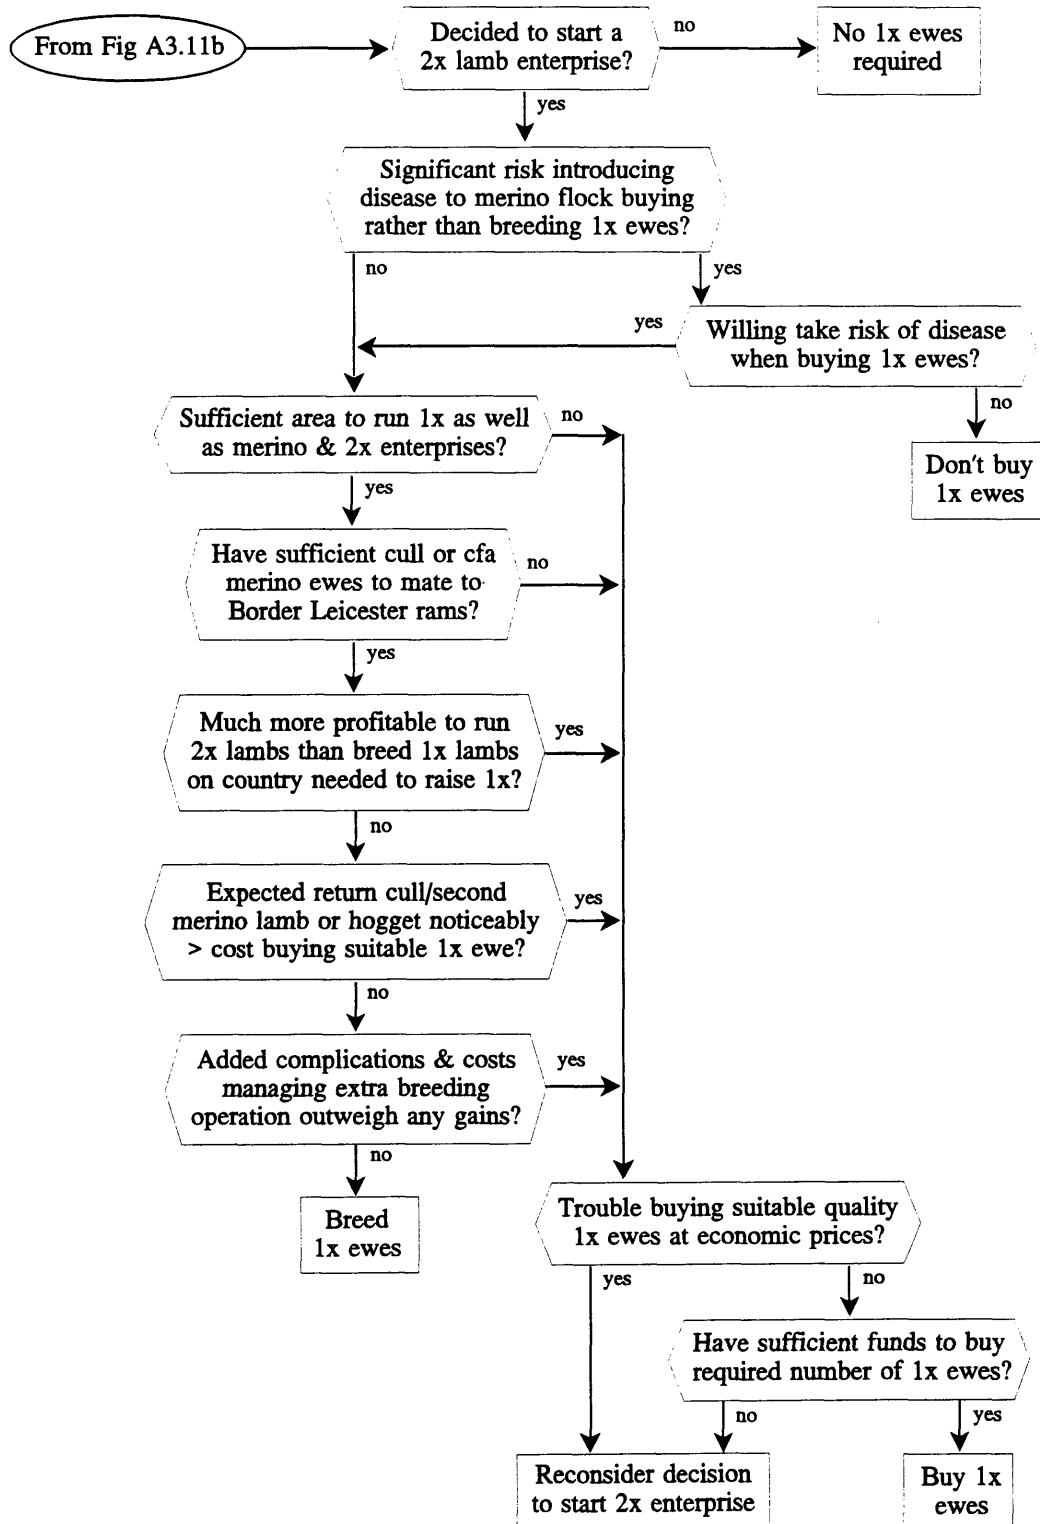 From Fig A3.11b
Decided to start a
2x lamb enterprise?
no
No 1x ewes
required
yes
Significant risk introducing
disease to merino flock buying
rather than breeding 1x ewes?
no
yes
yes
Willing take risk of disease
when buying 1x ewes?
no
Don't buy
1x ewes
Sufficient area to run 1x as well
as merino & 2x enterprises?
no
yes
Have sufficient cull or cfa
merino ewes to mate to
Border Leicester rams?
no
yes
Much more profitable to run
2x lambs than breed 1x lambs
on country needed to raise 1x?
yes
no
Expected return cull/second
merino lamb or hogget noticeably
> cost buying suitable 1x ewe?
yes
no
Added complications & costs
managing extra breeding
operation outweigh any gains?
yes
no
Breed
1x ewes
Trouble buying suitable quality
1x ewes at economic prices?
yes
no
Have sufficient funds to buy
required number of 1x ewes?
no
yes
Reconsider decision
to start 2x enterprise
Buy 1x
ewes